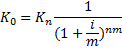 K₀ = Kₙ 1/(1 + i/m)ⁿᵐ